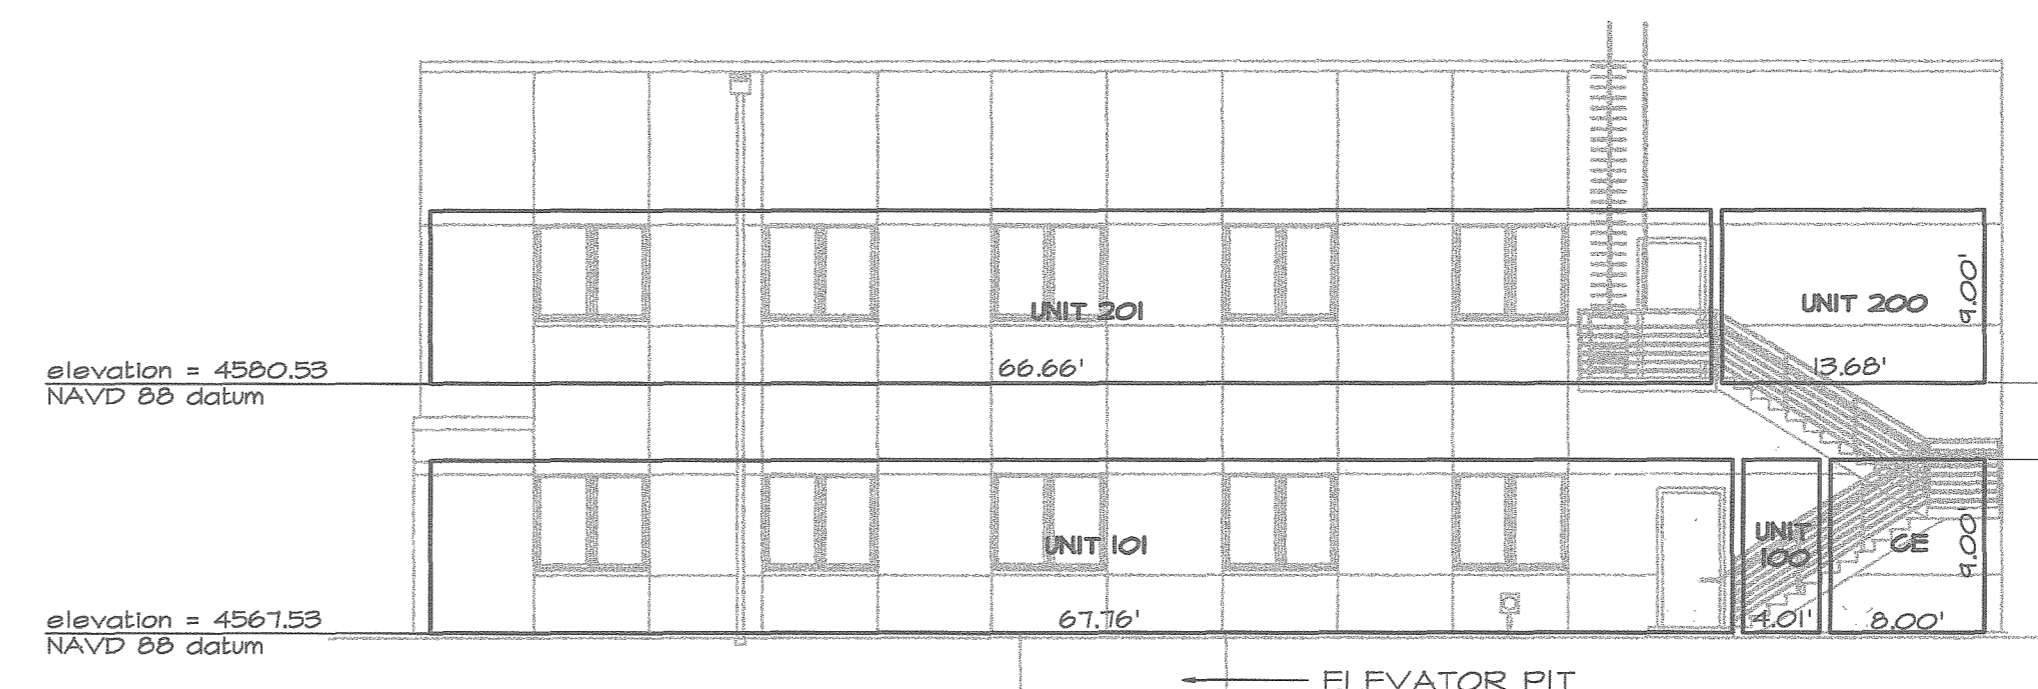 UNIT 201
UNIT 200
9.00'
elevation = 4580.53
66.66'
13.68'
NAVD 88 datum
UNIT 101
UNIT
100
CE
9.00'
elevation = 4567.53
67.76'
4.01'
8.00'
NAVD 88 datum
ELEVATOR PIT